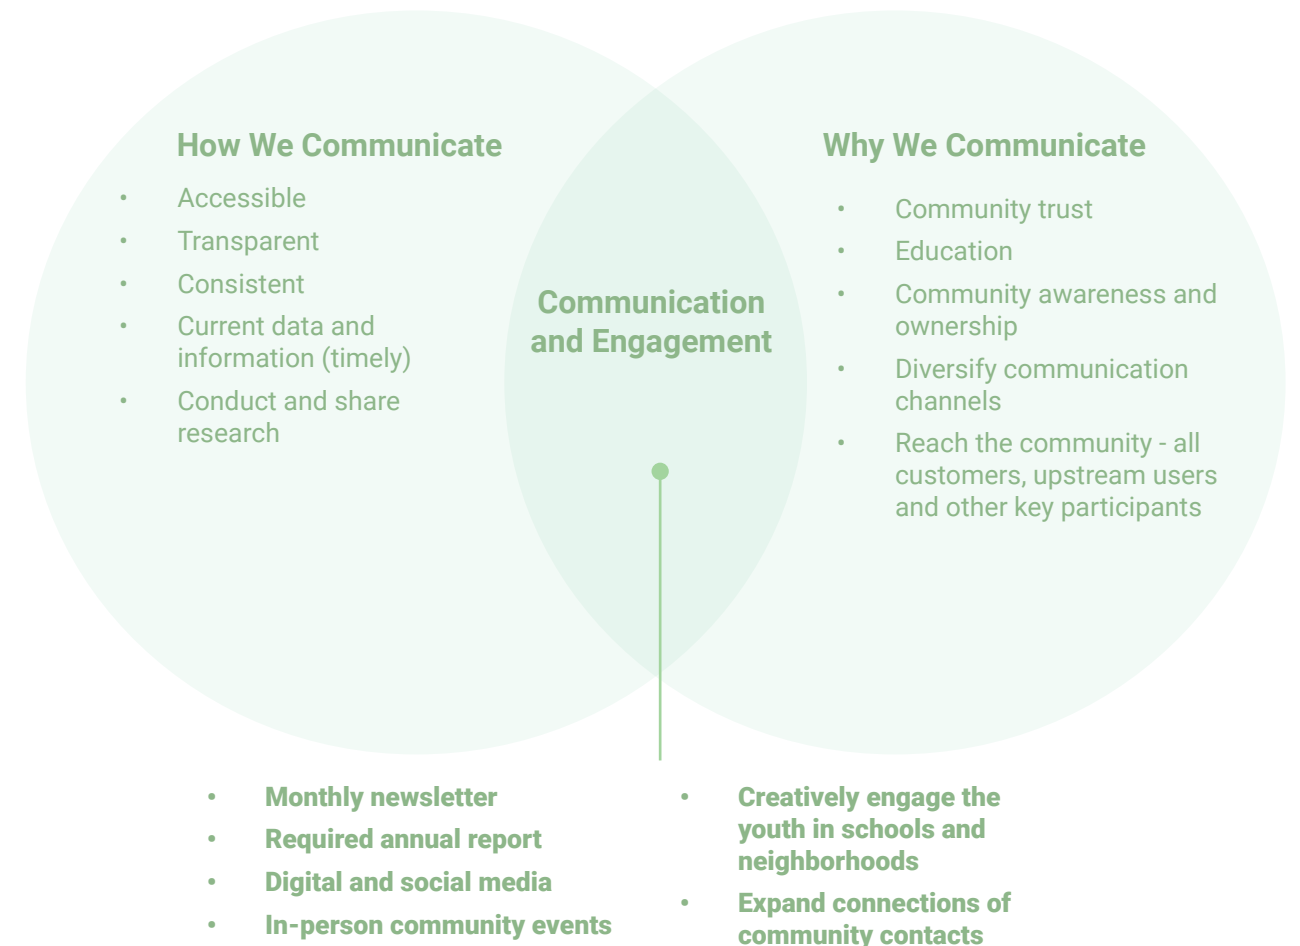 How We Communicate
• Accessible
• Transparent
• Consistent
• Current data and
information (timely)
• Conduct and share
research
Communication
and Engagement
Why We Communicate
• Community trust
• Education
• Community awareness and
ownership
• Diversify communication
channels
• Reach the community - all
customers, upstream users
and other key participants
• Monthly newsletter
• Required annual report
• Digital and social media
• In-person community events
• Creatively engage the
youth in schools and
neighborhoods
• Expand connections of
community contacts